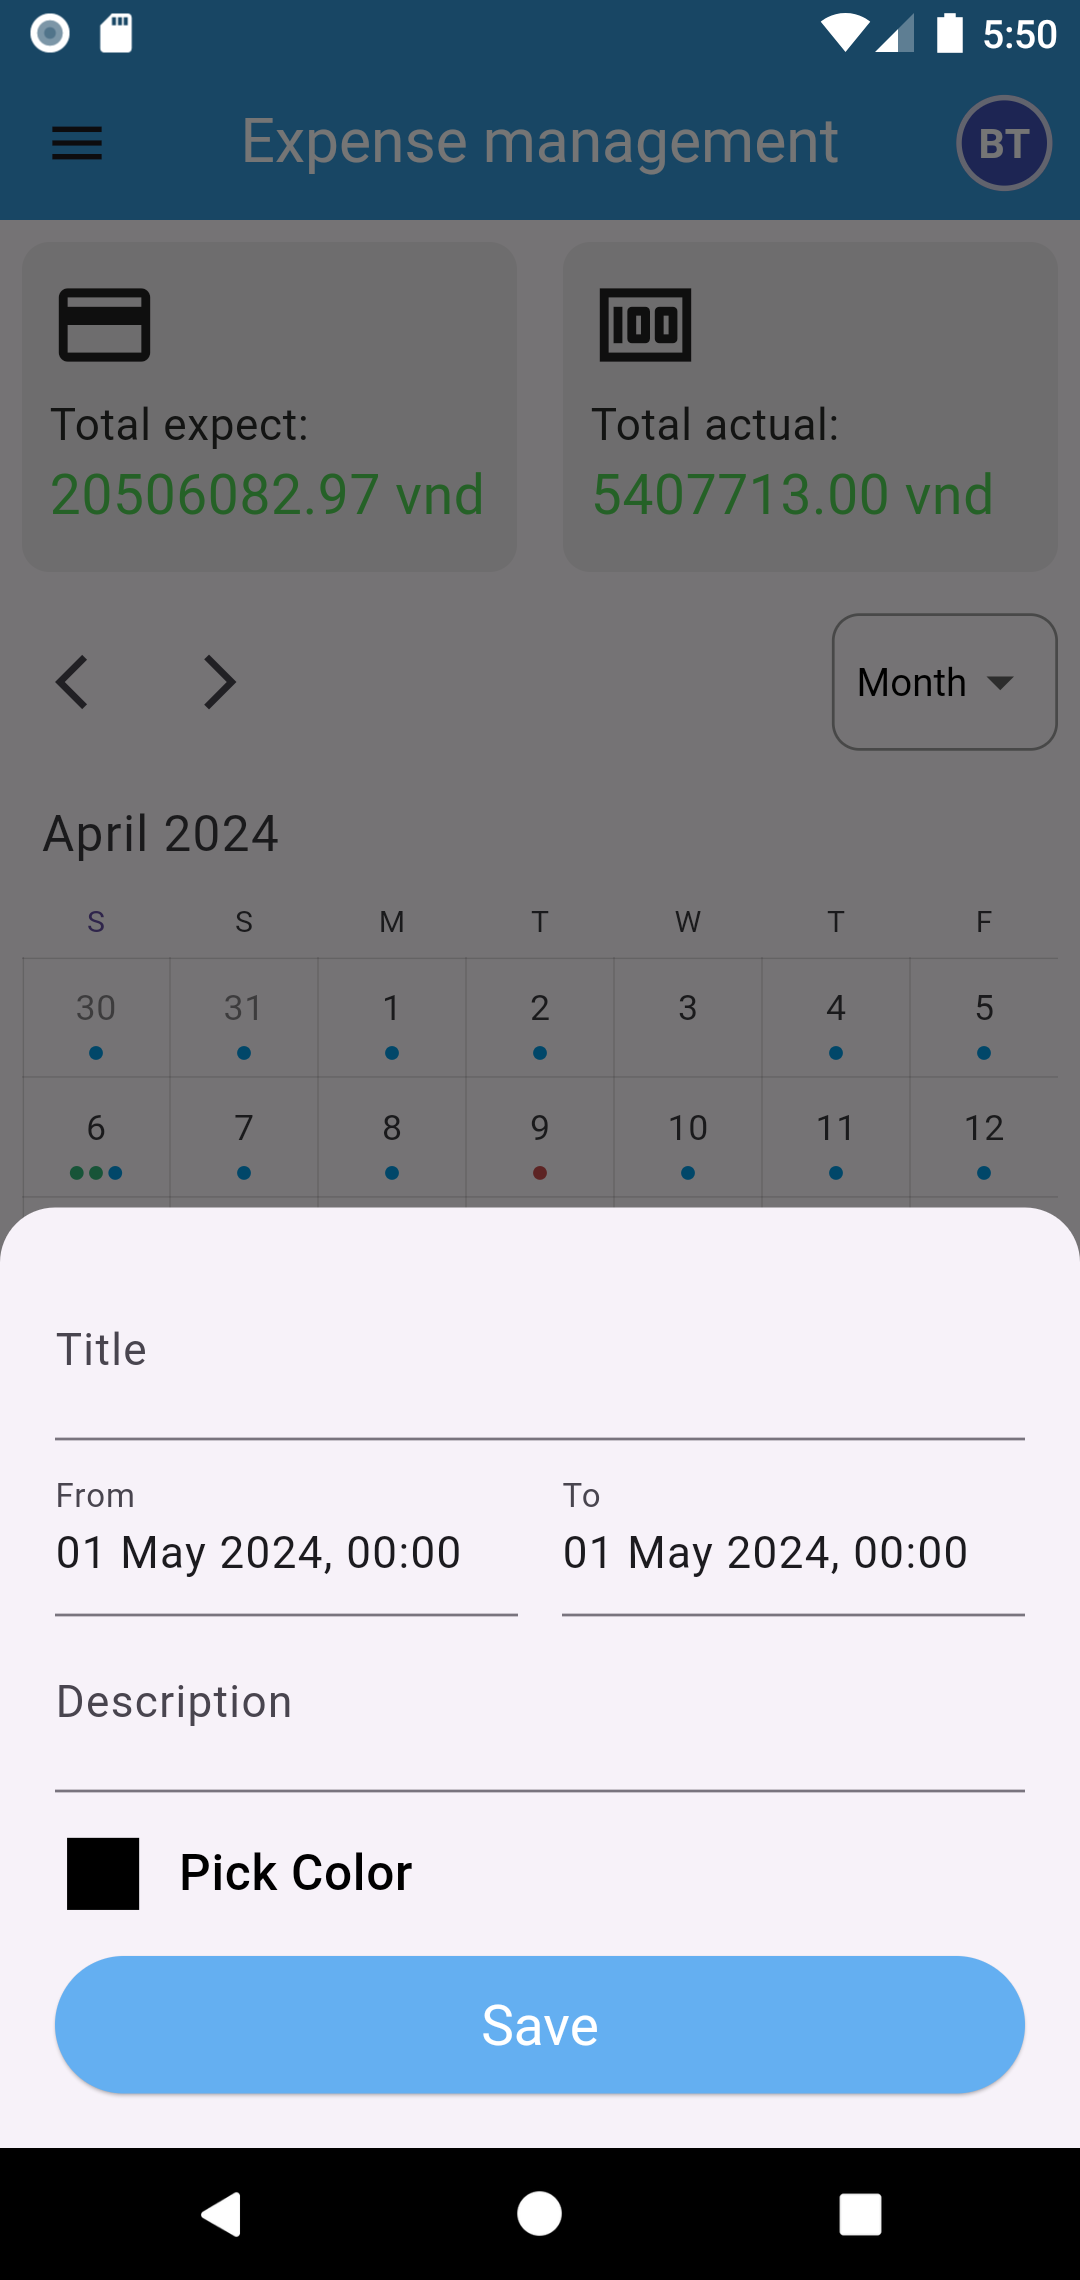 5:50
Expense management
BT
100
Total expect:
Total actual:
20506082.97 vnd
5407713.00 vnd
Month
April 2024
S S M T W T F
30 31 1 2 3 4 5
6 7 8 9 10 11 12
Title
From
To
01 May 2024, 00:00
01 May 2024, 00:00
Description
Pick Color
Save